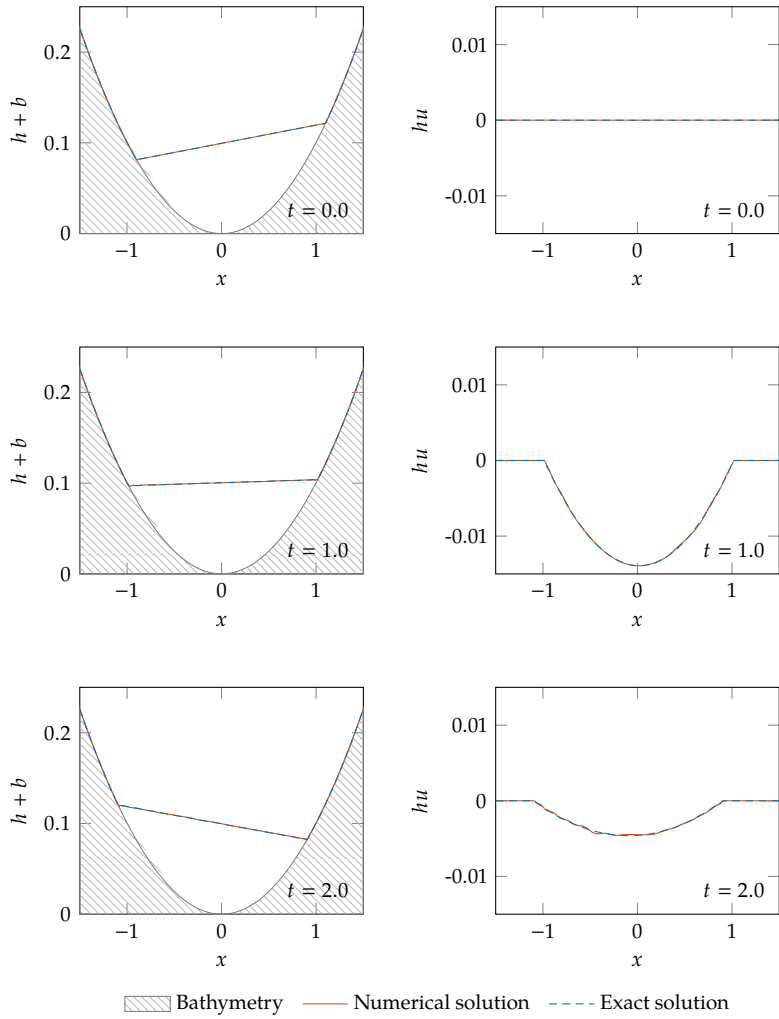 h + b
0.2
0.1
0
−1
0
1
x
t = 0.0
hu
0.01
0
-0.01
−1
0
1
x
t = 0.0
h + b
0.2
0.1
0
−1
0
1
x
t = 1.0
hu
0.01
0
-0.01
−1
0
1
x
t = 1.0
h + b
0.2
0.1
0
−1
0
1
x
t = 2.0
hu
0.01
0
-0.01
−1
0
1
x
t = 2.0
Bathymetry
Numerical solution
Exact solution